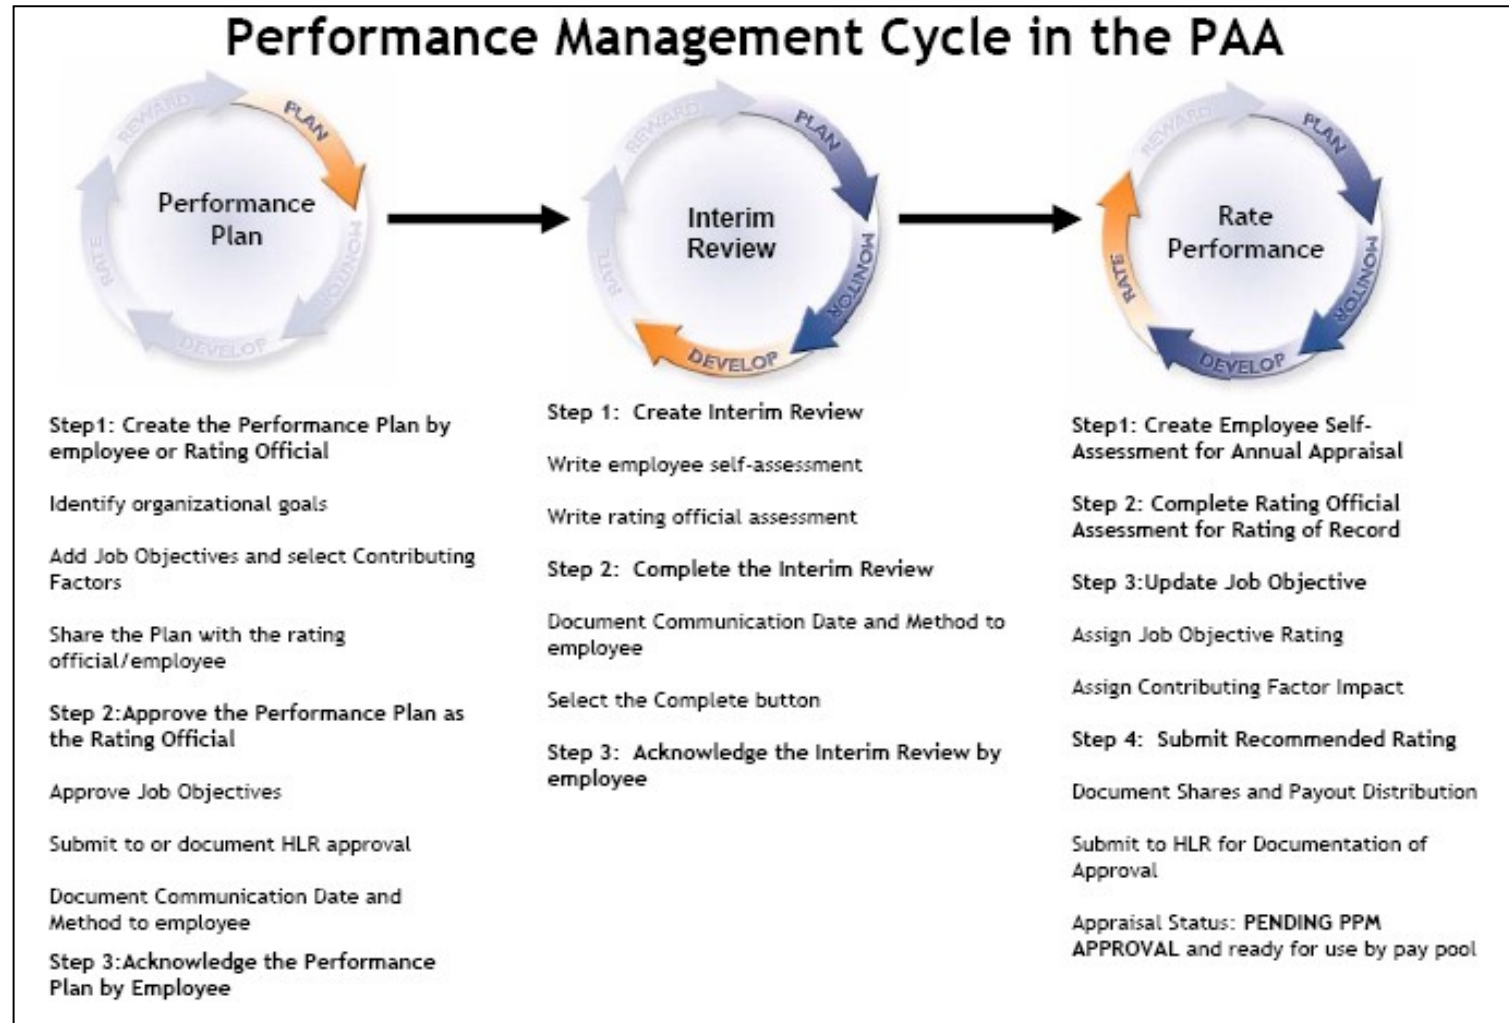 Performance Management Cycle in the PAA
REWARD
PLAN
MONITOR
DEVELOP
RATE
Performance
Plan
REWARD
PLAN
MONITOR
DEVELOP
RATE
Interim
Review
REWARD
PLAN
MONITOR
DEVELOP
RATE
Rate
Performance
Step1: Create the Performance Plan by
employee or Rating Official
Identify organizational goals
Add Job Objectives and select Contributing
Factors
Share the Plan with the rating
official/employee
Step 2:Approve the Performance Plan as
the Rating Official
Approve Job Objectives
Submit to or document HLR approval
Document Communication Date and
Method to employee
Step 3:Acknowledge the Performance
Plan by Employee
Step 1: Create Interim Review
Write employee self-assessment
Write rating official assessment
Step 2: Complete the Interim Review
Document Communication Date and Method to
employee
Select the Complete button
Step 3: Acknowledge the Interim Review by
employee
Step1: Create Employee Self-
Assessment for Annual Appraisal
Step 2: Complete Rating Official
Assessment for Rating of Record
Step 3:Update Job Objective
Assign Job Objective Rating
Assign Contributing Factor Impact
Step 4: Submit Recommended Rating
Document Shares and Payout Distribution
Submit to HLR for Documentation of
Approval
Appraisal Status: PENDING PPM
APPROVAL and ready for use by pay pool